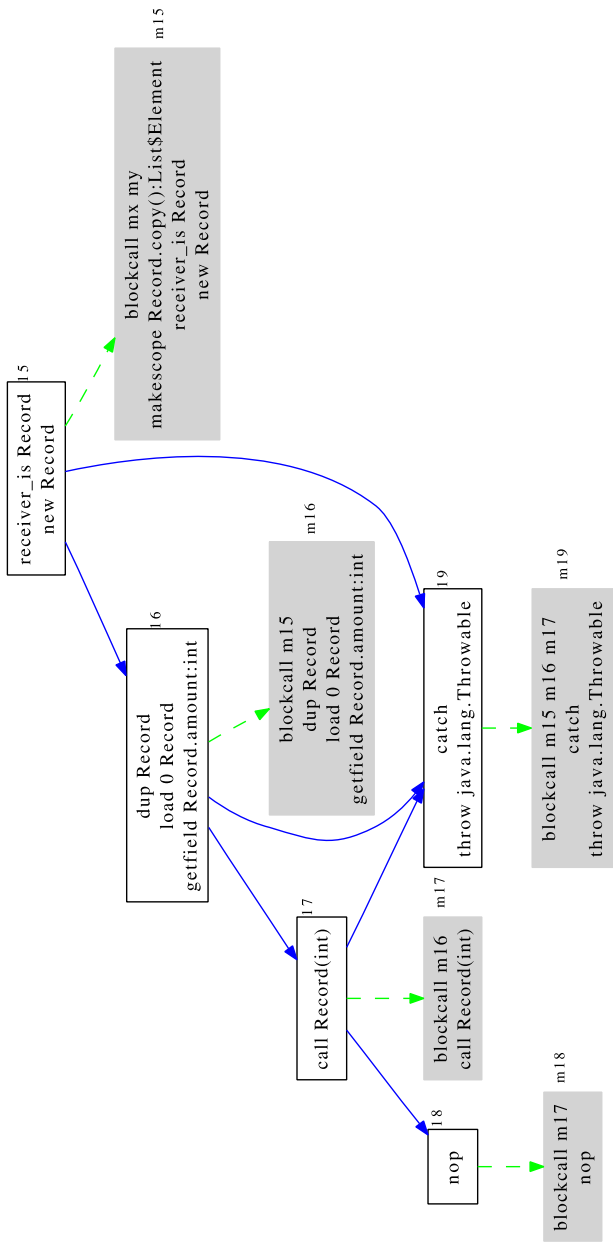 15
receiver_is Record
new Record
m15
blockcall mx my
makescope Record.copy():List$Element
receiver_is Record
new Record
16
dup Record
load 0 Record
getfield Record.amount:int
m16
blockcall m15
dup Record
load 0 Record
getfield Record.amount:int
17
call Record(int)
m17
blockcall m16
call Record(int)
19
catch
throw java.lang.Throwable
m19
blockcall m15 m16 m17
catch
throw java.lang.Throwable
18
nop
m18
blockcall m17
nop